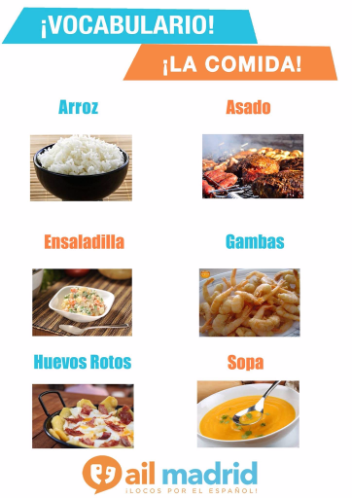 ¡VOCABULARIO!
¡LA COMIDA!
Arroz Asado
Ensaladilla Gambas
Huevos Rotos Sopa
ail madrid
¡LOCOS POR EL ESPAÑOL!